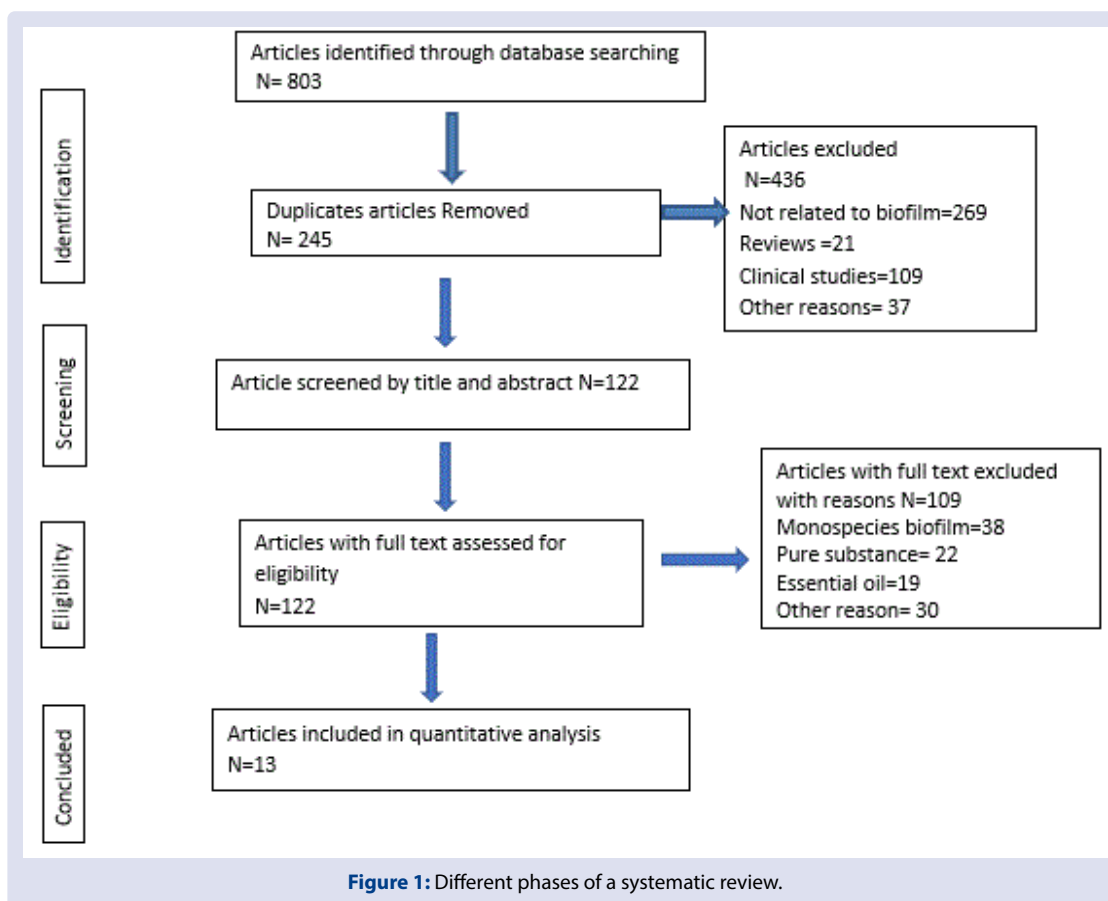 Articles identified through database searching
N= 803
Identification
Articles excluded
N=436
Not related to biofilm=269
Reviews =21
Clinical studies=109
Other reasons= 37
Duplicates articles Removed
N= 245
Screening
Article screened by title and abstract N=122
Eligibility
Articles with full text assessed for
eligibility
N=122
Articles with full text excluded
with reasons N=109
Monospecies biofilm=38
Pure substance= 22
Essential oil=19
Other reason= 30
Concluded
Articles included in quantitative analysis
N=13
Figure 1: Different phases of a systematic review.